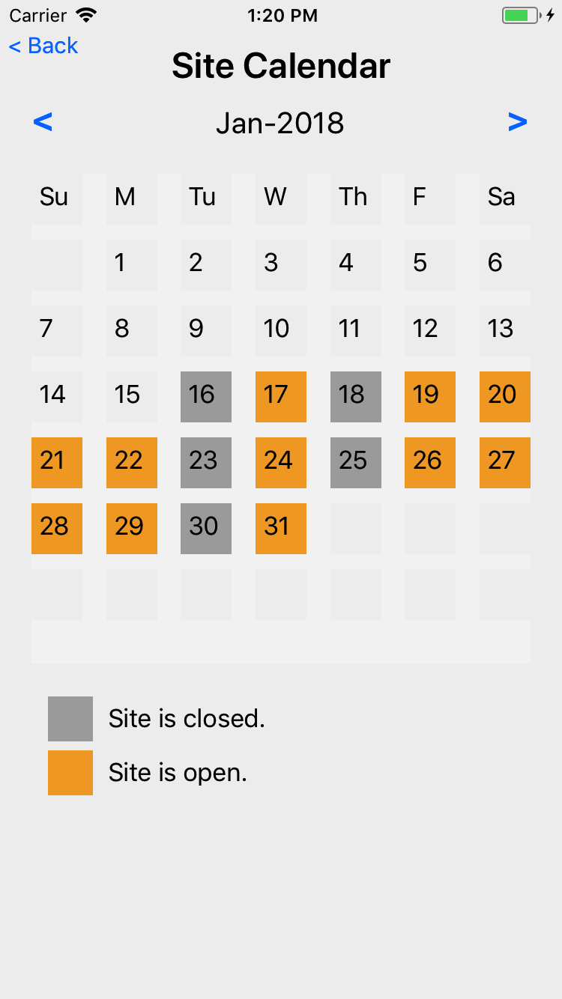 Carrier 1:20 PM
< Back
Site Calendar
< Jan-2018 >
Su M Tu W Th F Sa
1 2 3 4 5 6
7 8 9 10 11 12 13
14 15 16 17 18 19 20
21 22 23 24 25 26 27
28 29 30 31
Site is closed.
Site is open.